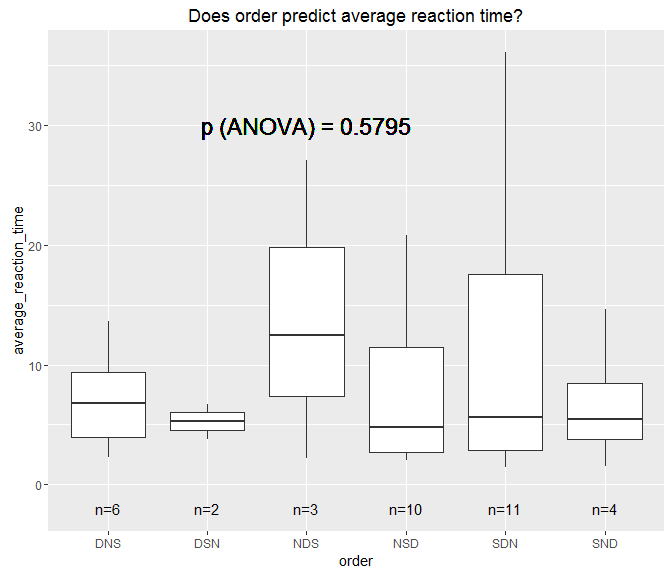 Does order predict average reaction time?
p (ANOVA) = 0.5795
average_reaction_time
30
20
10
0
n=6 n=2 n=3 n=10 n=11 n=4
DNS DSN NDS NSD SDN SND
order